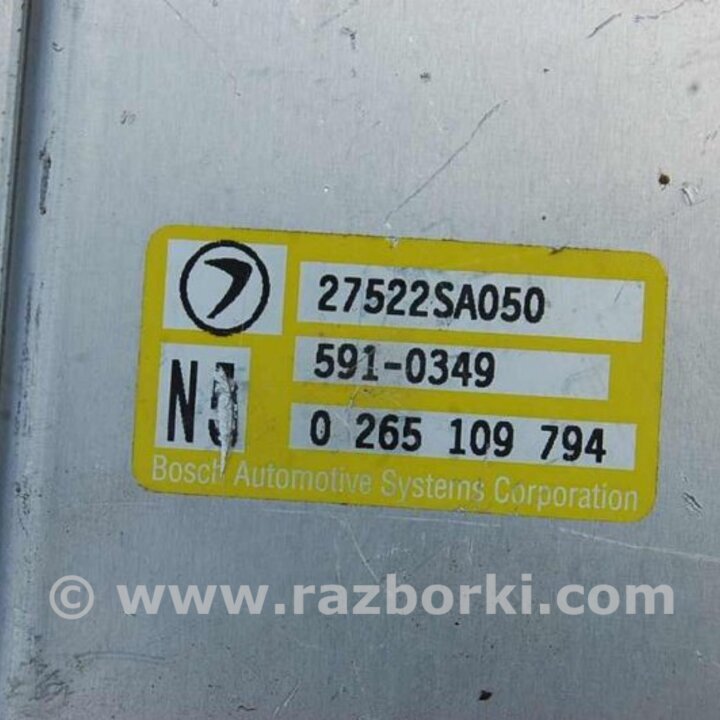 27522SA050
591-0349
0 265 109 794
Bosch Automotive Systems Corporation
© www.razborki.com